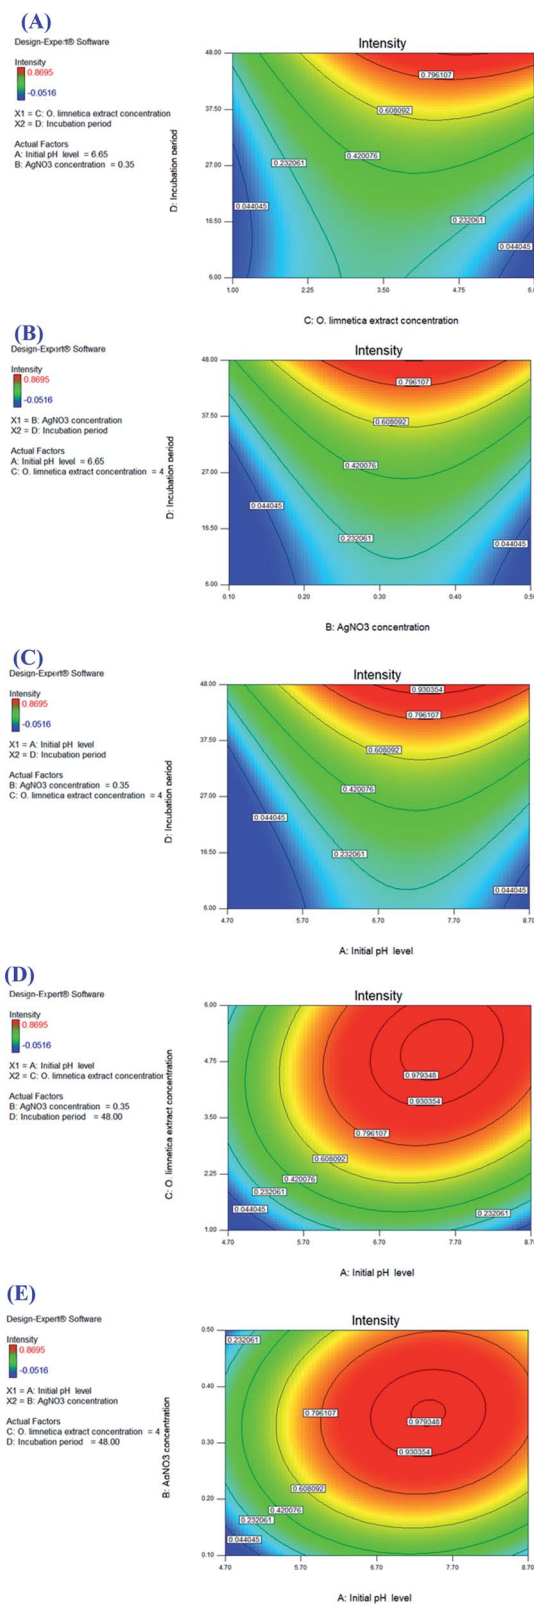 (A)
Design-Expert® Software
Intensity
0.8695
-0.0516
X1 = C: O. limnetica extract concentration
X2 = D: Incubation period
Actual Factors
A: Initial pH level = 6.65
B: AgNO3 concentration = 0.35
Intensity
D: Incubation period
48.00
37.50
27.00
16.50
6.00
0.796107
0.608092
0.420076
0.232061
0.232061
0.044045
0.044045
1.00 2.25 3.50 4.75 6.
C: O. limnetica extract concentration
(B)
Design-Expert® Software
Intensity
0.8695
-0.0516
X1 = B: AgNO3 concentration
X2 = D: Incubation period
Actual Factors
A: Initial pH level = 6.65
C: O. limnetica extract concentration = 4
Intensity
D: Incubation period
48.00
37.50
27.00
16.50
6.00
0.796107
0.608092
0.420076
0.044045
0.232061
0.044045
0.10 0.20 0.30 0.40 0.50
B: AgNO3 concentration
(C)
Design-Expert® Software
Intensity
0.8695
-0.0516
X1 = A: Initial pH level
X2 = D: Incubation period
Actual Factors
B: AgNO3 concentration = 0.35
C: O. limnetica extract concentration = 4
Intensity
D: Incubation period
48.00
37.50
27.00
16.50
6.00
0.930354
0.796107
0.608092
0.420076
0.044045
0.232061
0.044045
4.70 5.70 6.70 7.70 8.70
A: Initial pH level
(D)
Design-Expert® Software
Intensity
0.8695
-0.0516
X1 = A: Initial pH level
X2 = C: O. limnetica extract concentration
Actual Factors
B: AgNO3 concentration = 0.35
D: Incubation period = 48.00
Intensity
C: O. limnetica extract concentration
6.00
4.75
3.50
2.25
1.00
0.979348
0.930354
0.796107
0.608092
0.420076
0.232061
0.044045
0.232061
4.70 5.70 6.70 7.70 8.70
A: Initial pH level
(E)
Design-Expert® Software
Intensity
0.8695
-0.0516
X1 = A: Initial pH level
X2 = B: AgNO3 concentration
Actual Factors
C: O. limnetica extract concentration = 4
D: Incubation period = 48.00
Intensity
B: AgNO3 concentration
0.50
0.40
0.30
0.20
0.10
0.232061
0.796107
0.979348
0.930354
0.608092
0.420076
0.232061
0.044045
4.70 5.70 6.70 7.70 8.70
A: Initial pH level